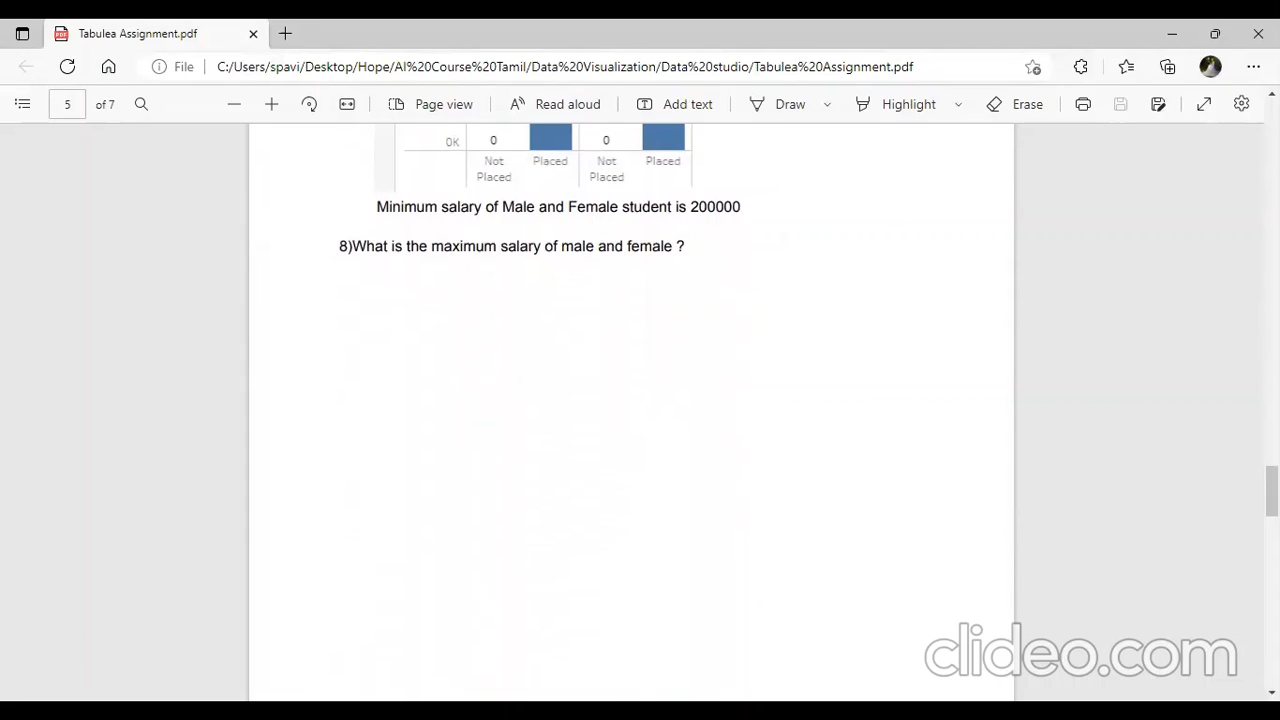 Tabulea Assignment.pdf
File
C:/Users/spavi/Desktop/Hope/AI%20Course%20Tamil/Data%20Visualization/Data%20studio/Tabulea%20Assignment.pdf
5 of 7
Page view
Read aloud
Add text
Draw
Highlight
Erase
0K 0 0
Not Placed Placed Not Placed Placed
Minimum salary of Male and Female student is 200000
8)What is the maximum salary of male and female ?
clideo.com